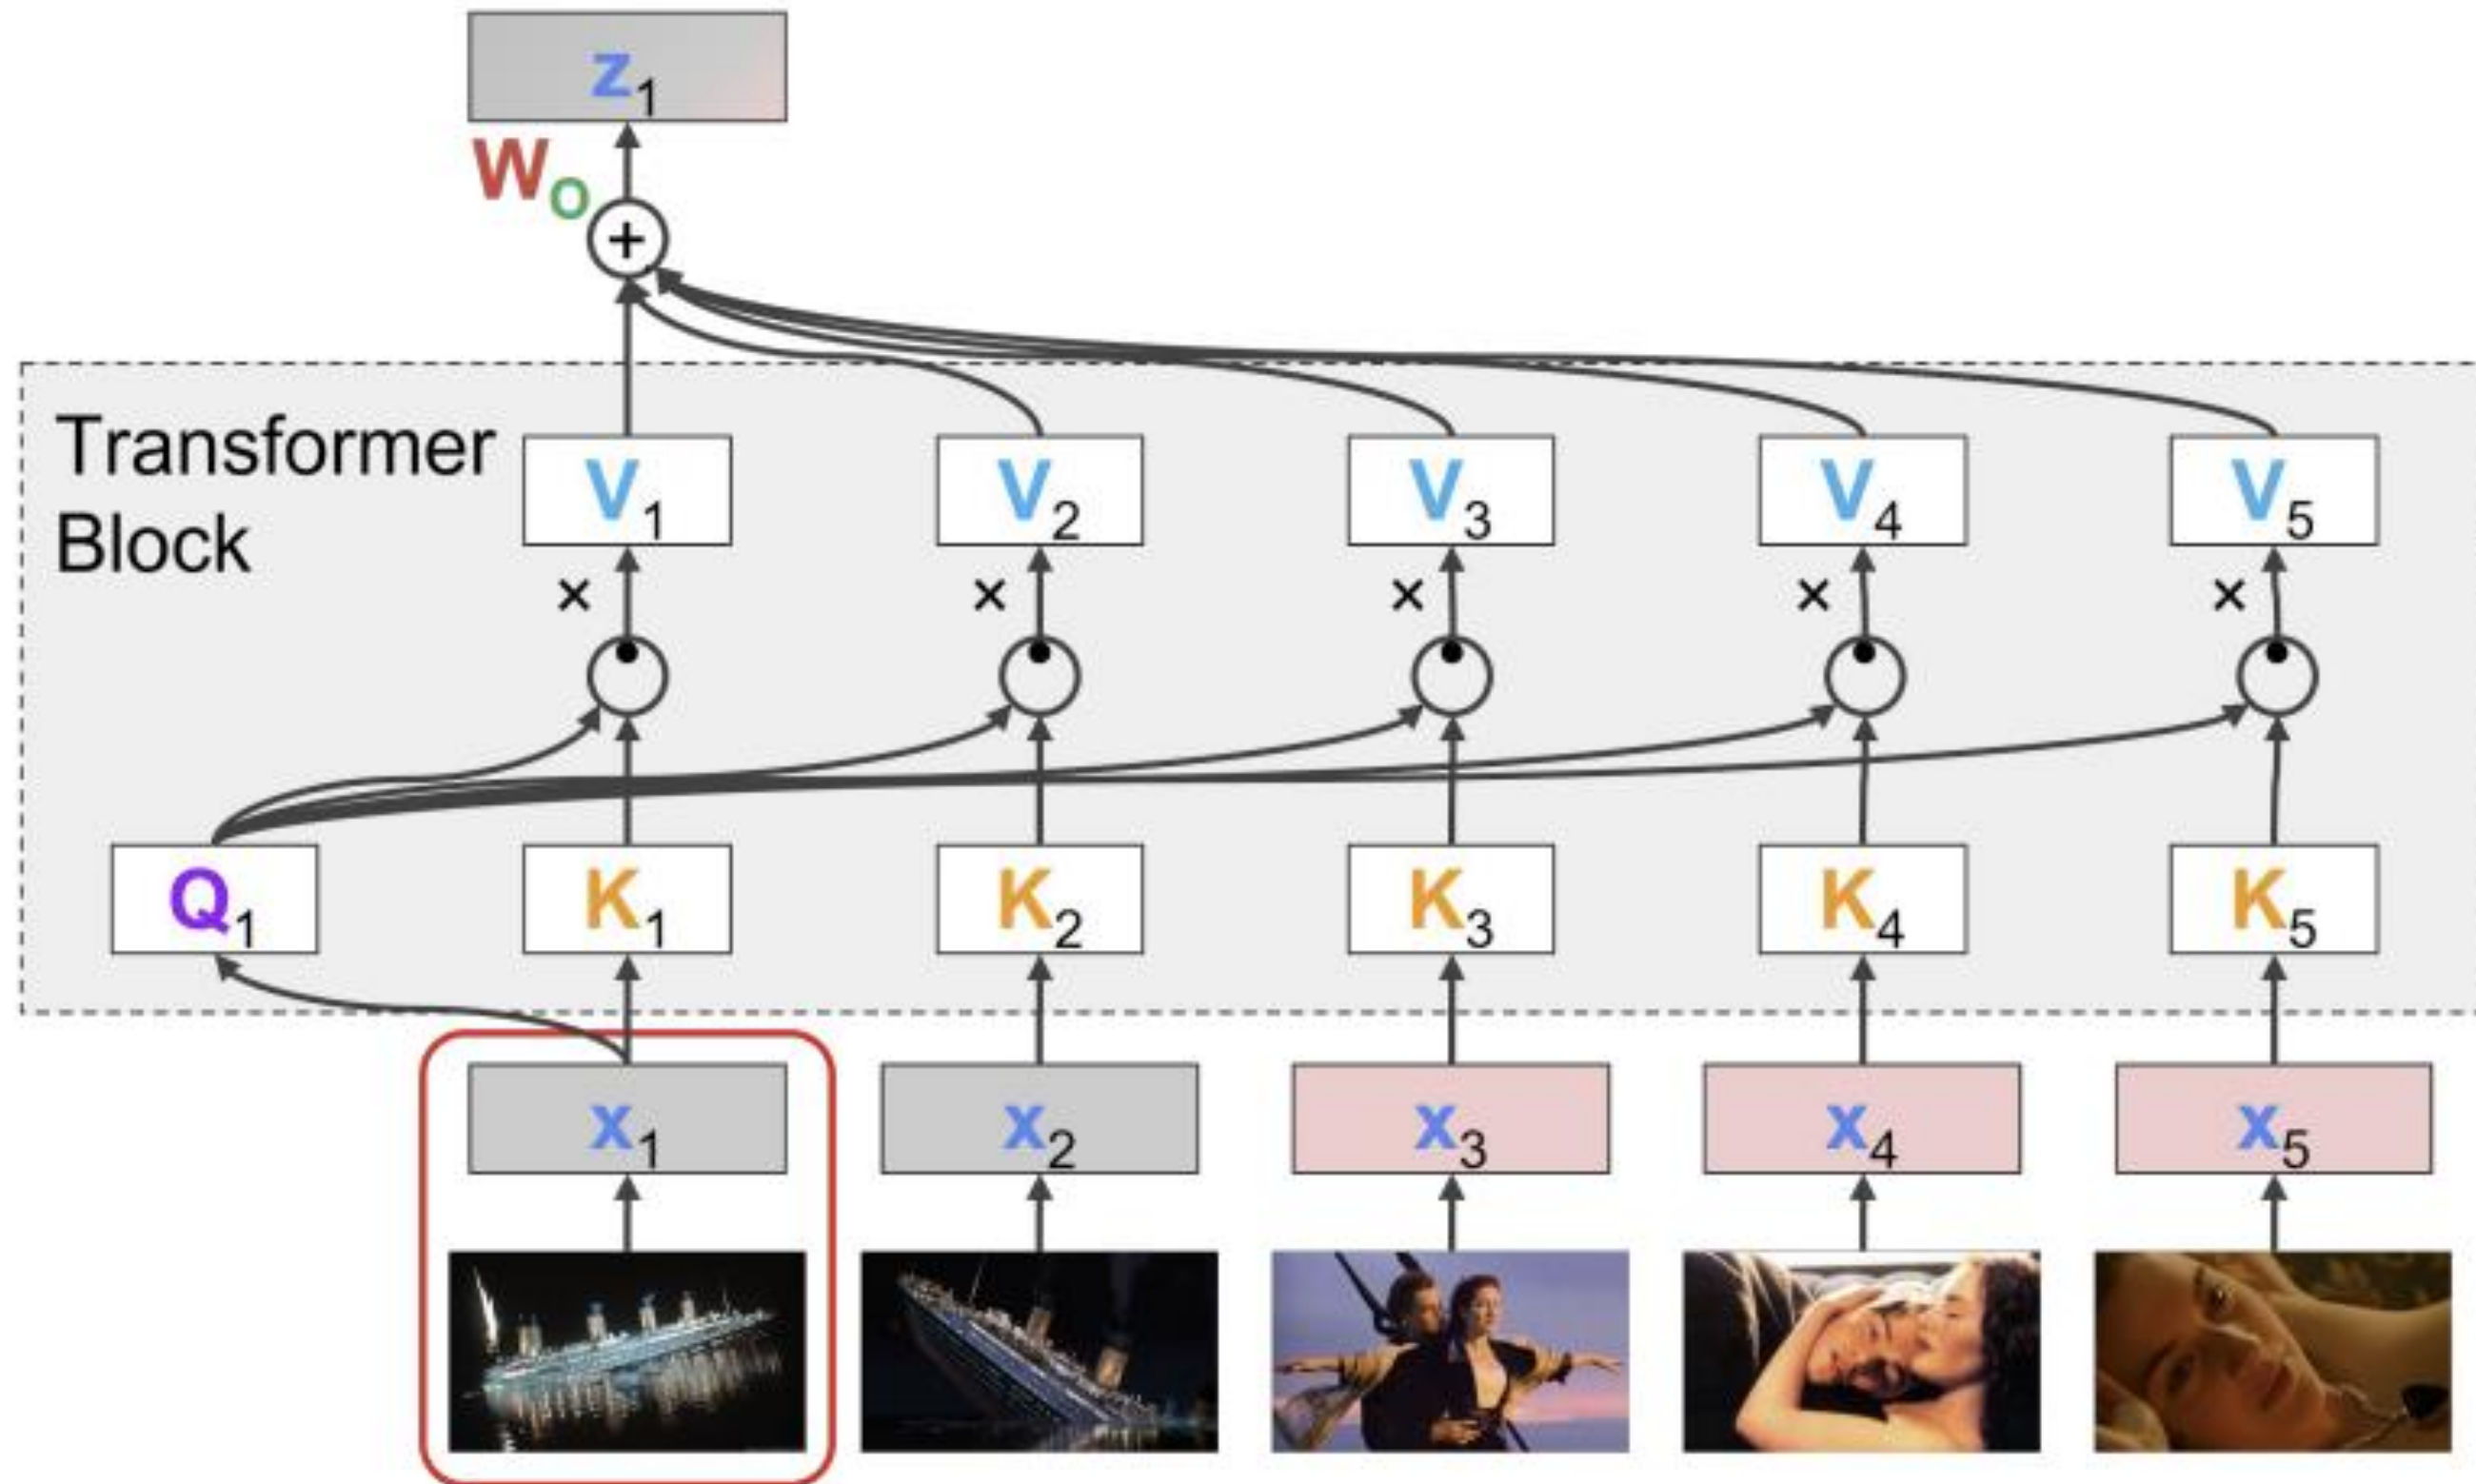 z1
WO
+
Transformer
Block
V1 V2 V3 V4 V5
× × × × ×
Q1 K1 K2 K3 K4 K5
x1 x2 x3 x4 x5